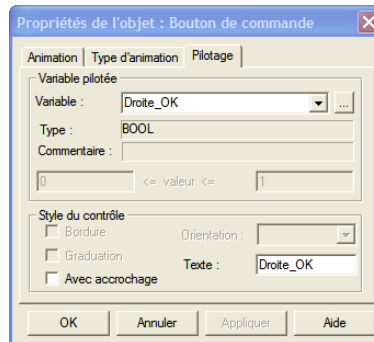 Propriétés de l'objet : Bouton de commande
Animation Type d'animation Pilotage
Variable pilotée
Variable : Droite_OK ...
Type : BOOL
Commentaire :
0 <= valeur <= 1
Style du contrôle
Bordure Orientation :
Graduation
Texte : Droite_OK
Avec accrochage
OK Annuler Appliquer Aide